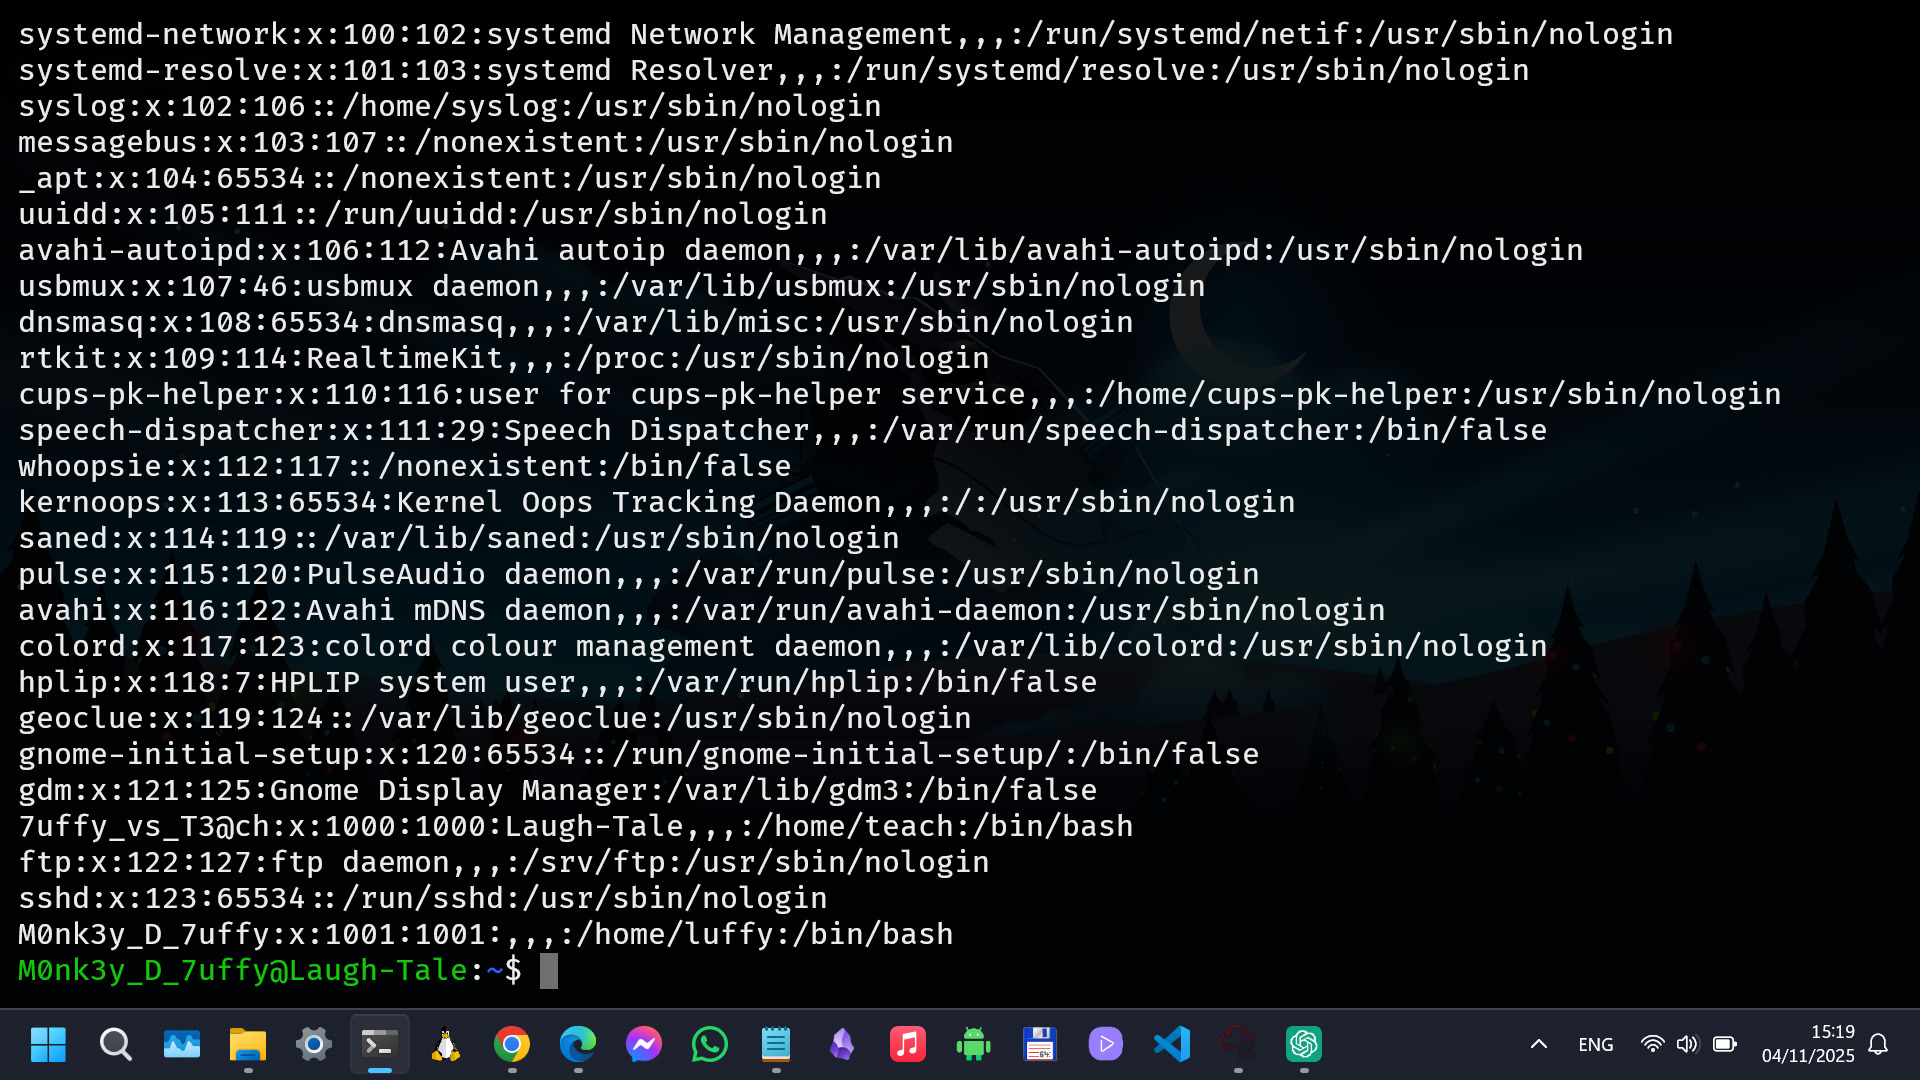 systemd-network:x:100:102:systemd Network Management,,,:/run/systemd/netif:/usr/sbin/nologin
systemd-resolve:x:101:103:systemd Resolver,,,:/run/systemd/resolve:/usr/sbin/nologin
syslog:x:102:106::/home/syslog:/usr/sbin/nologin
messagebus:x:103:107::/nonexistent:/usr/sbin/nologin
_apt:x:104:65534::/nonexistent:/usr/sbin/nologin
uuidd:x:105:111::/run/uuidd:/usr/sbin/nologin
avahi-autoipd:x:106:112:Avahi autoip daemon,,,:/var/lib/avahi-autoipd:/usr/sbin/nologin
usbmux:x:107:46:usbmux daemon,,,:/var/lib/usbmux:/usr/sbin/nologin
dnsmasq:x:108:65534:dnsmasq,,,:/var/lib/misc:/usr/sbin/nologin
rtkit:x:109:114:RealtimeKit,,,:/proc:/usr/sbin/nologin
cups-pk-helper:x:110:116:user for cups-pk-helper service,,,:/home/cups-pk-helper:/usr/sbin/nologin
speech-dispatcher:x:111:29:Speech Dispatcher,,,:/var/run/speech-dispatcher:/bin/false
whoopsie:x:112:117::/nonexistent:/bin/false
kernoops:x:113:65534:Kernel Oops Tracking Daemon,,,:/:/usr/sbin/nologin
saned:x:114:119::/var/lib/saned:/usr/sbin/nologin
pulse:x:115:120:PulseAudio daemon,,,:/var/run/pulse:/usr/sbin/nologin
avahi:x:116:122:Avahi mDNS daemon,,,:/var/run/avahi-daemon:/usr/sbin/nologin
colord:x:117:123:colord colour management daemon,,,:/var/lib/colord:/usr/sbin/nologin
hplip:x:118:7:HPLIP system user,,,:/var/run/hplip:/bin/false
geoclue:x:119:124::/var/lib/geoclue:/usr/sbin/nologin
gnome-initial-setup:x:120:65534::/run/gnome-initial-setup/:/bin/false
gdm:x:121:125:Gnome Display Manager:/var/lib/gdm3:/bin/false
7uffy_vs_T3@ch:x:1000:1000:Laugh-Tale,,,:/home/teach:/bin/bash
ftp:x:122:127:ftp daemon,,,:/srv/ftp:/usr/sbin/nologin
sshd:x:123:65534::/run/sshd:/usr/sbin/nologin
M0nk3y_D_7uffy:x:1001:1001:,,,:/home/luffy:/bin/bash
M0nk3y_D_7uffy@Laugh-Tale:~$
64
ENG
15:19
04/11/2025